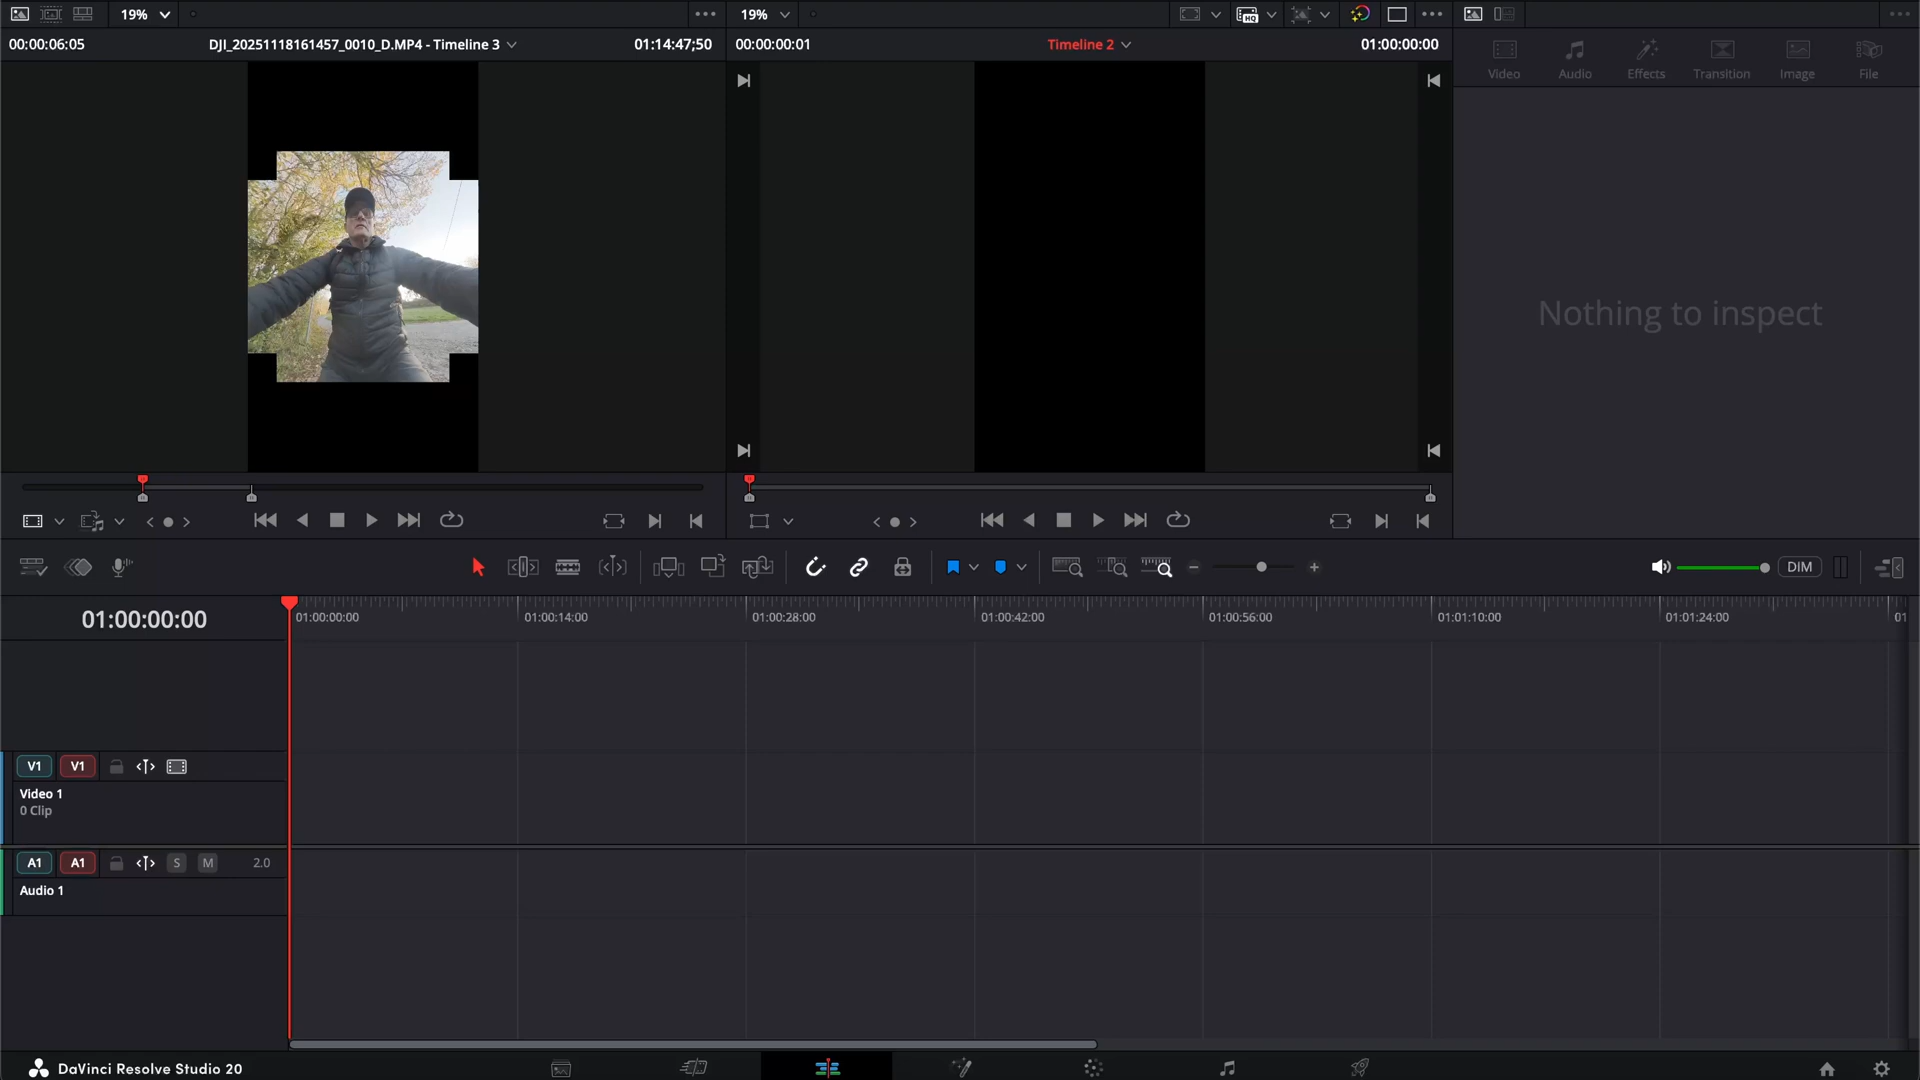 19%
19%
HQ
00:00:06:05
DJI_20251118161457_0010_D.MP4 - Timeline 3
01:14:47;50
00:00:00:01
Timeline 2
01:00:00:00
Video
Audio
Effects
Transition
Image
File
Nothing to inspect
DIM
01:00:00:00
01:00:00:00
01:00:14:00
01:00:28:00
01:00:42:00
01:00:56:00
01:01:10:00
01:01:24:00
01
V1
V1
Video 1
0 Clip
A1
A1
S
M
2.0
Audio 1
DaVinci Resolve Studio 20